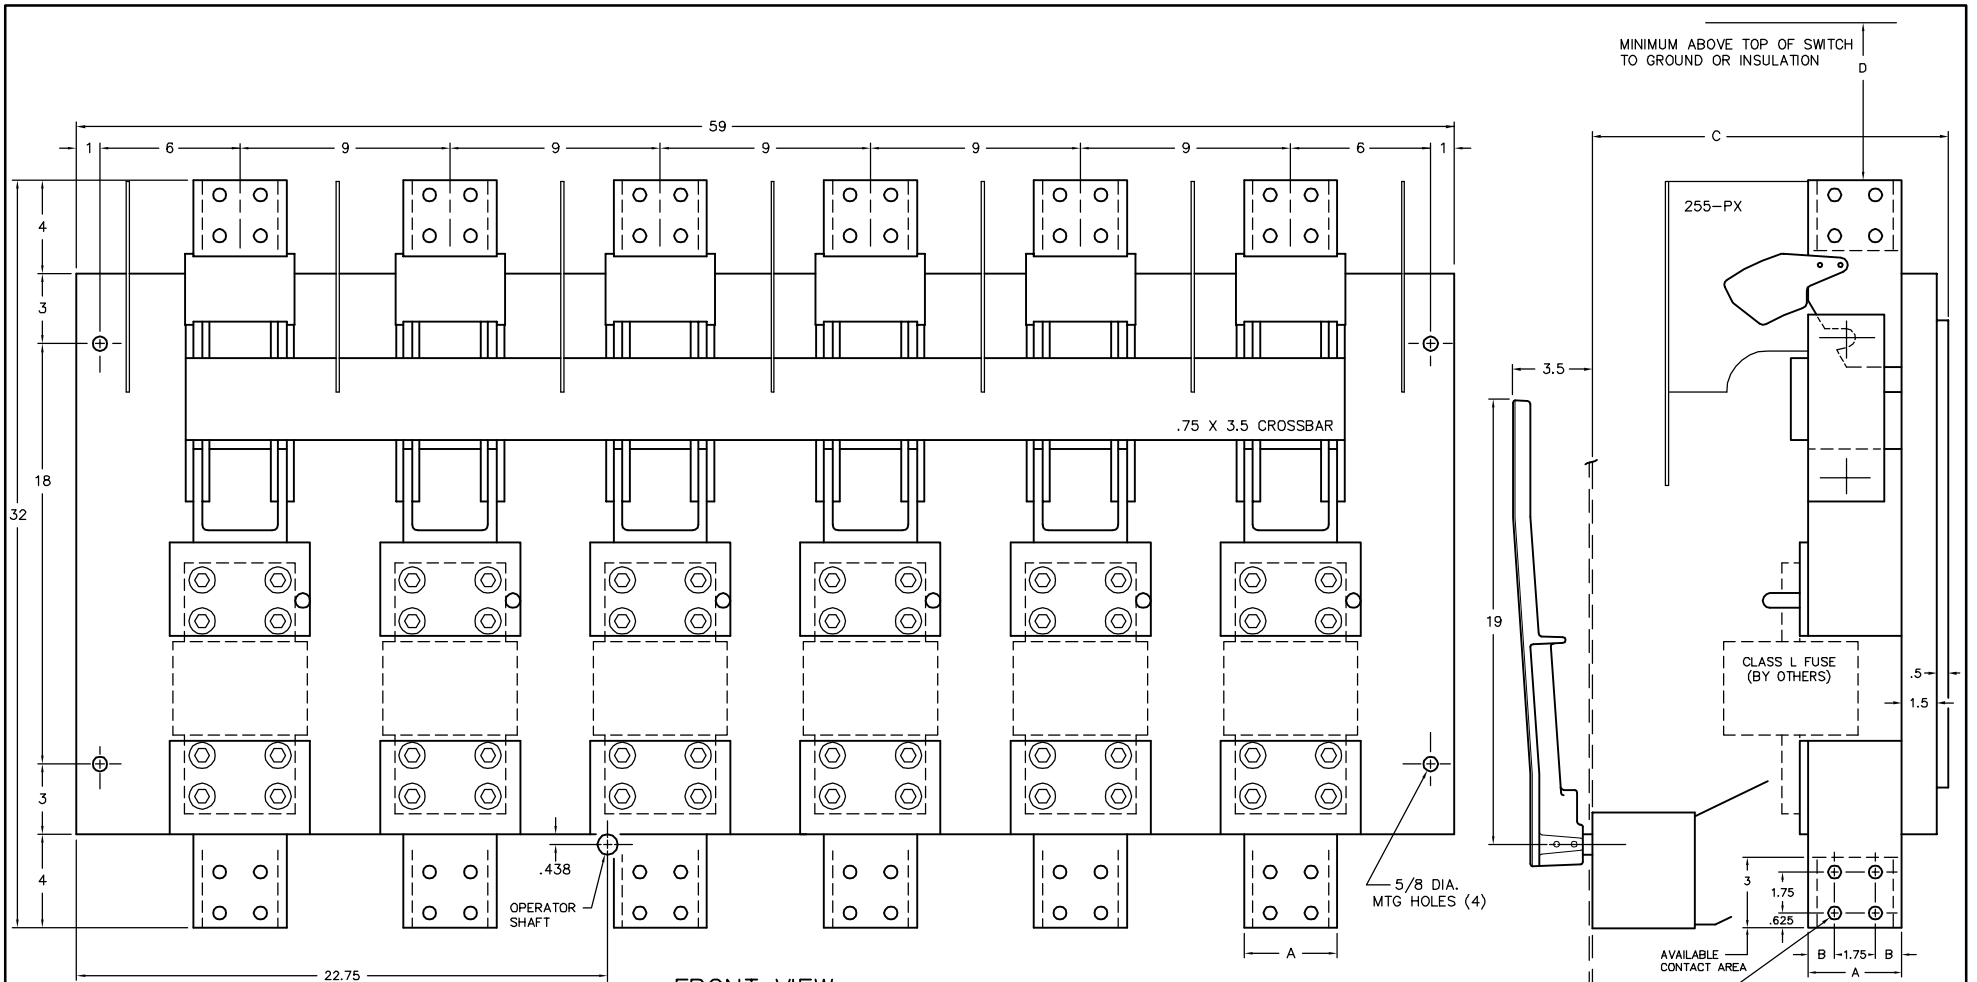 MINIMUM ABOVE TOP OF SWITCH
TO GROUND OR INSULATION
D
59
C
1
6
9
9
9
9
9
6
1
4
255-PX
3
3.5
.75 X 3.5 CROSSBAR
18
32
19
CLASS L FUSE
(BY OTHERS)
.5
1.5
3
.438
4
5/8 DIA.
MTG HOLES (4)
OPERATOR
SHAFT
3
1.75
.625
AVAILABLE
CONTACT AREA
A
B
1.75
B
A
22.75
FRONT VIEW